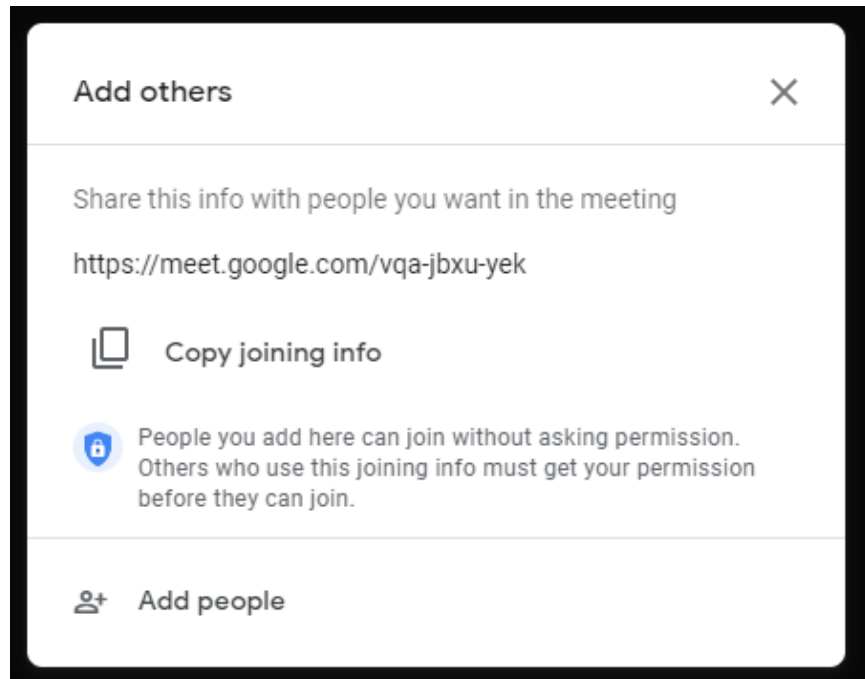 Add others
Share this info with people you want in the meeting
https://meet.google.com/vqa-jbxu-yek
Copy joining info
People you add here can join without asking permission.
Others who use this joining info must get your permission
before they can join.
Add people